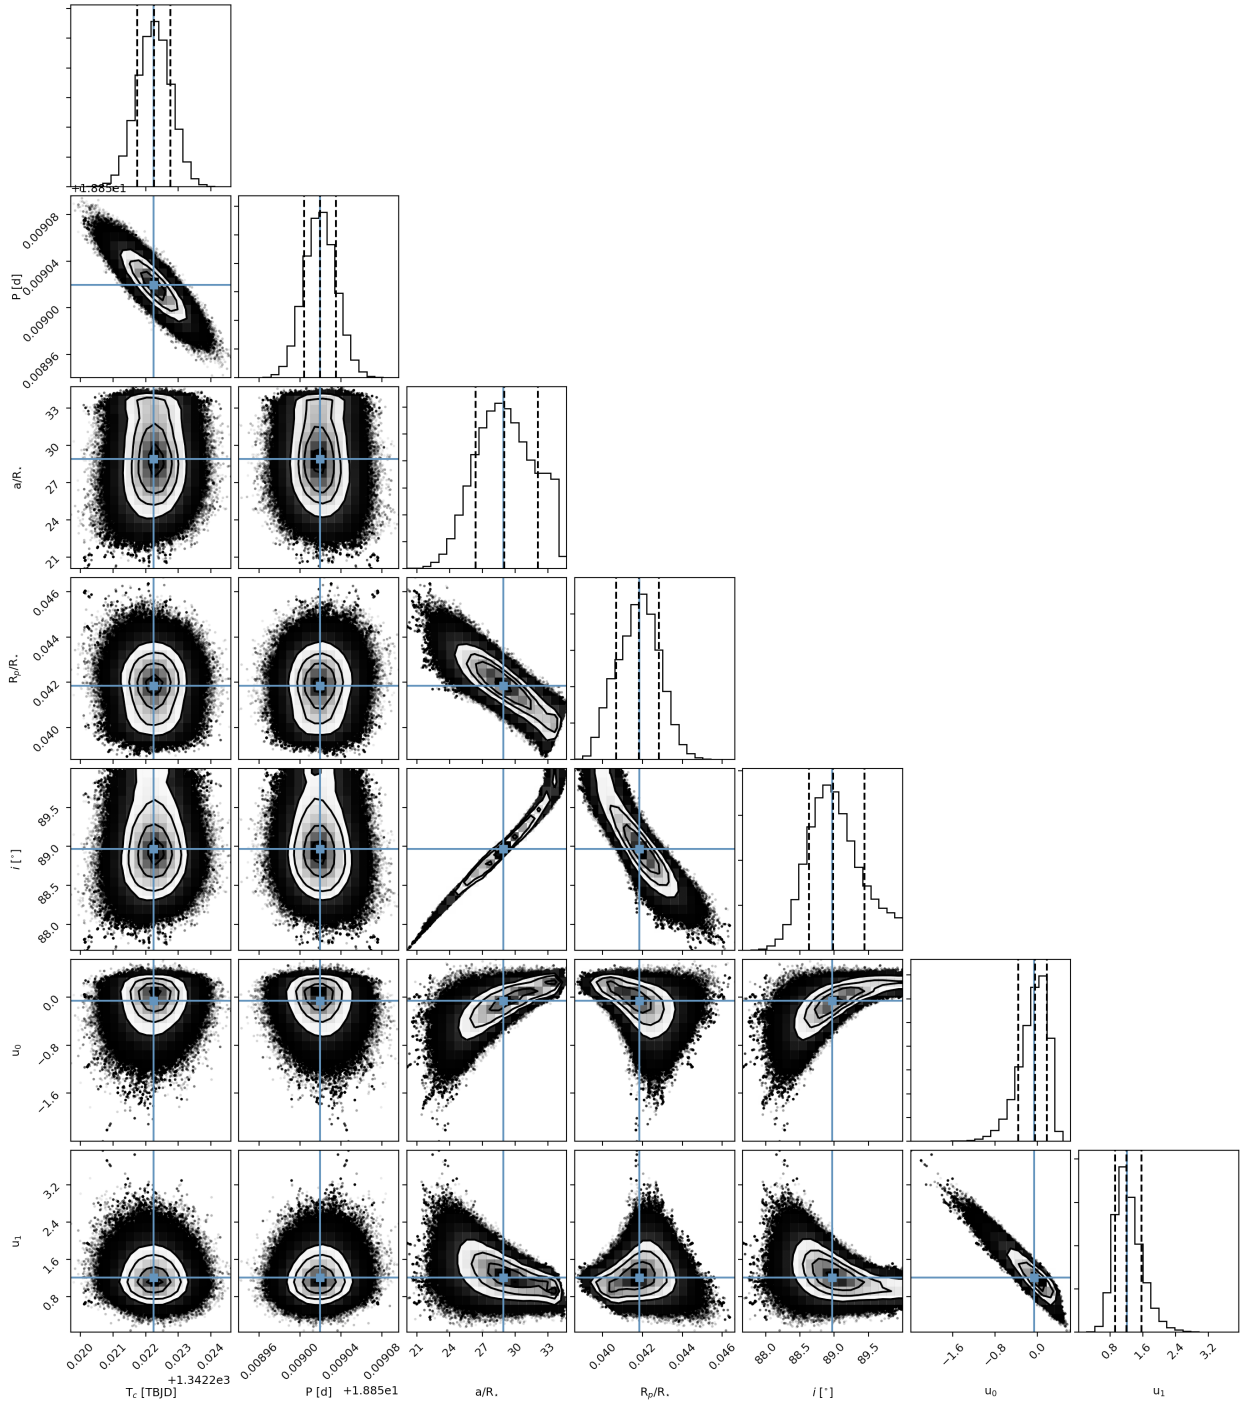 +1.885e1
P [d]
0.00908
0.00904
0.00900
0.00896
a/R⋆
33
30
27
24
21
Rₚ/R⋆
0.046
0.044
0.042
0.040
i [°]
89.5
89.0
88.5
88.0
u₀
0.0
−0.8
−1.6
u₁
3.2
2.4
1.6
0.8
0.020 0.021 0.022 0.023 0.024 0.00896 0.00900 0.00904 0.00908 21 24 27 30 33 0.040 0.042 0.044 0.046 88.0 88.5 89.0 89.5 −1.6 −0.8 0.0 0.8 1.6 2.4 3.2
+1.3422e3
T_c [TBJD] P [d] +1.885e1 a/R⋆ Rₚ/R⋆ i [°] u₀ u₁